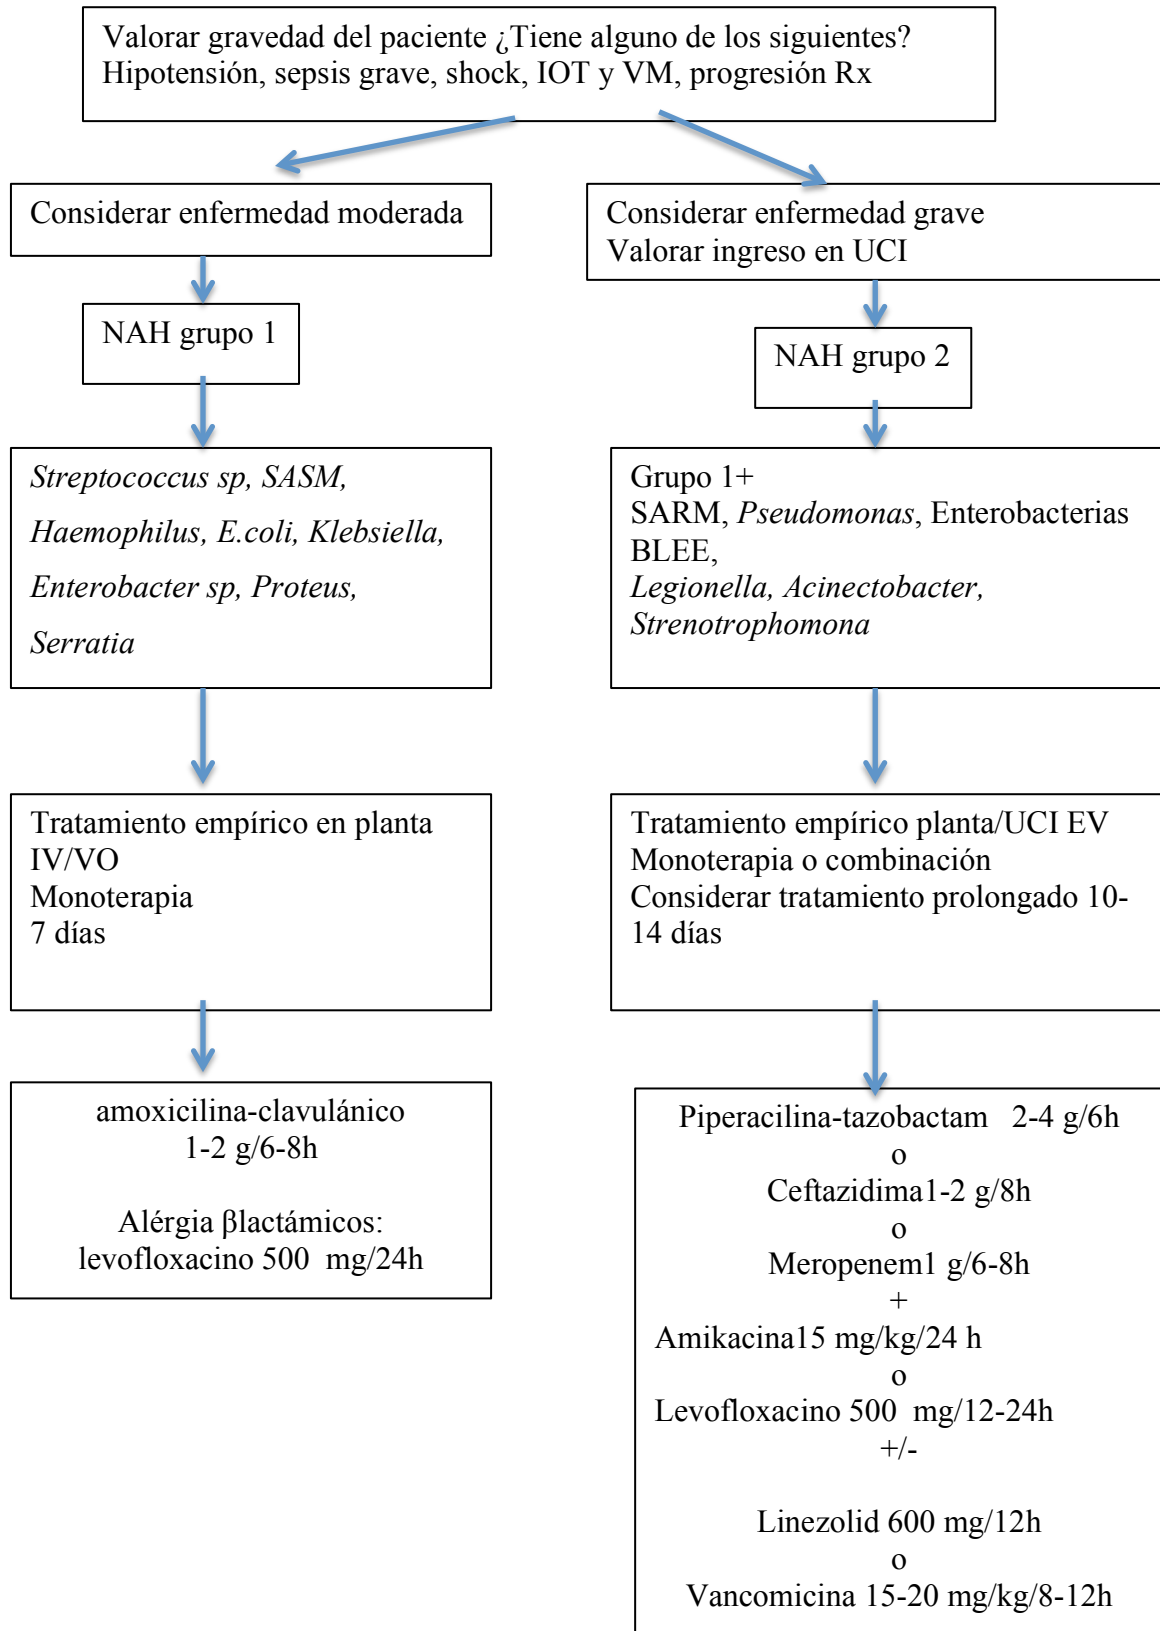 Valorar gravedad del paciente ¿Tiene alguno de los siguientes?
Hipotensión, sepsis grave, shock, IOT y VM, progresión Rx
Considerar enfermedad moderada
Considerar enfermedad grave
Valorar ingreso en UCI
NAH grupo 1
NAH grupo 2
Streptococcus sp, SASM,
Haemophilus, E.coli, Klebsiella,
Enterobacter sp, Proteus,
Serratia
Grupo 1+
SARM, Pseudomonas, Enterobacterias
BLEE,
Legionella, Acinectobacter,
Strenotrophomona
Tratamiento empírico en planta
IV/VO
Monoterapia
7 días
Tratamiento empírico planta/UCI EV
Monoterapia o combinación
Considerar tratamiento prolongado 10-
14 días
amoxicilina-clavulánico
1-2 g/6-8h
Alérgia βlactámicos:
levofloxacino 500 mg/24h
Piperacilina-tazobactam 2-4 g/6h
o
Ceftazidima1-2 g/8h
o
Meropenem1 g/6-8h
+
Amikacina15 mg/kg/24 h
o
Levofloxacino 500 mg/12-24h
+/-
Linezolid 600 mg/12h
o
Vancomicina 15-20 mg/kg/8-12h